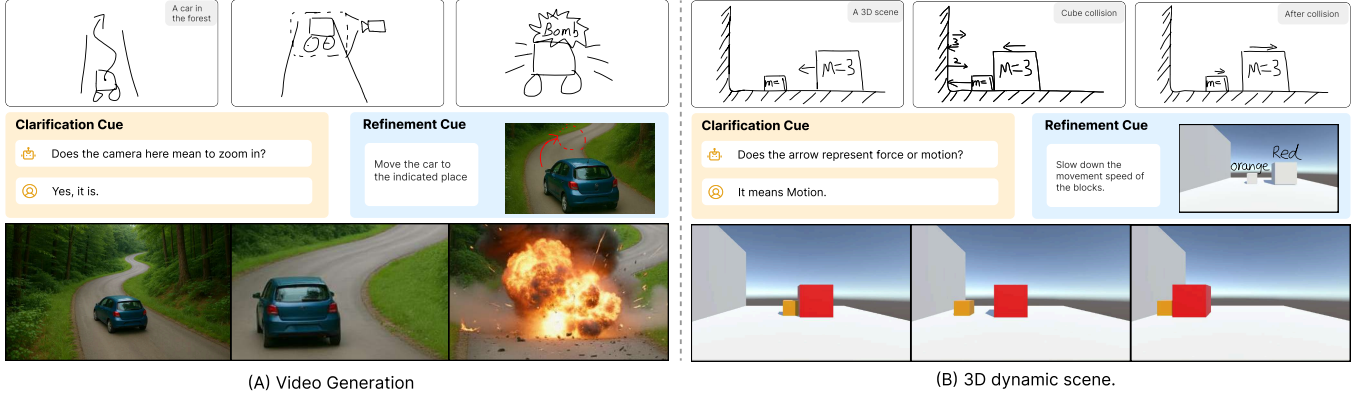 A car in
the forest
Bomb
Clarification Cue
Does the camera here mean to zoom in?
Yes, it is.
Refinement Cue
Move the car to
the indicated place
(A) Video Generation
A 3D scene
m=1
M=3
Cube collision
3
2
m=1
M=3
After collision
m=1
M=3
Clarification Cue
Does the arrow represent force or motion?
It means Motion.
Refinement Cue
Slow down the
movement speed of
the blocks.
orange
Red
(B) 3D dynamic scene.